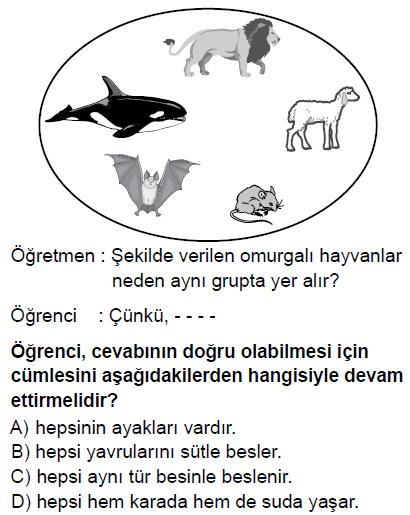 Öğretmen : Şekilde verilen omurgalı hayvanlar
neden aynı grupta yer alır?
Öğrenci : Çünkü, - - - -
Öğrenci, cevabının doğru olabilmesi için
cümlesini aşağıdakilerden hangisiyle devam
ettirmelidir?
A) hepsinin ayakları vardır.
B) hepsi yavrularını sütle besler.
C) hepsi aynı tür besinle beslenir.
D) hepsi hem karada hem de suda yaşar.